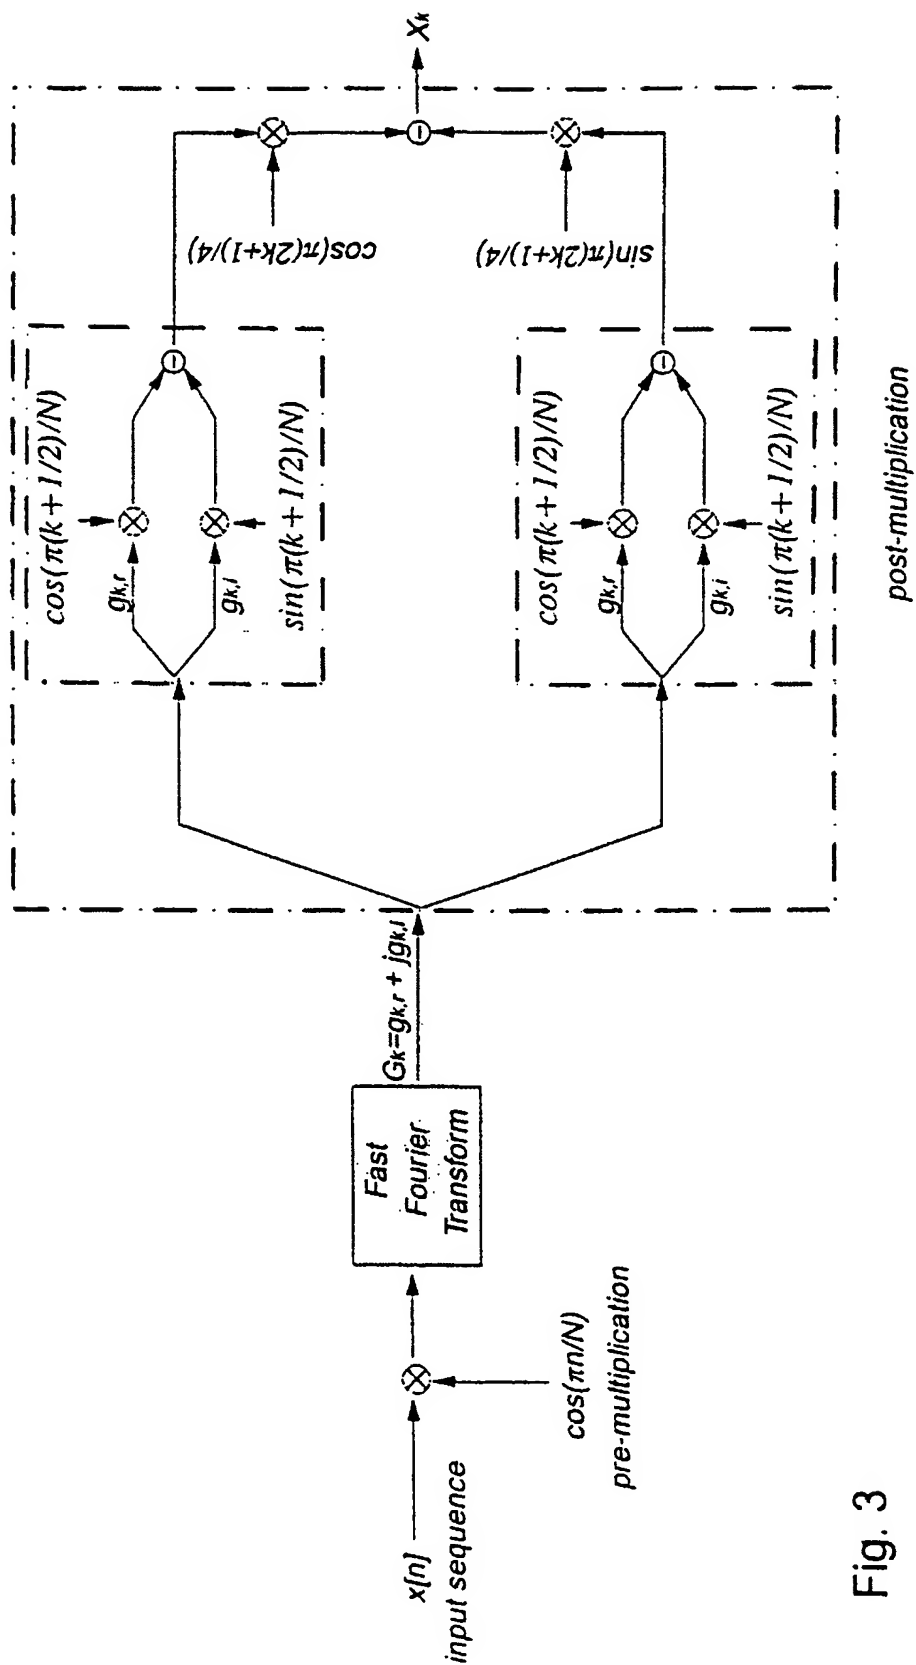 x[n]
input sequence
cos(πn/N)
pre-multiplication
Fast
Fourier
Transform
Gk=gk,r + jgk,i
cos(π(k+1/2)/N)
gk,r
gk,i
sin(π(k+1/2)/N)
cos(π(2k+1)/4)
cos(π(k+1/2)/N)
gk,r
gk,i
sin(π(k+1/2)/N)
sin(π(2k+1)/4)
Xk
post-multiplication
Fig. 3